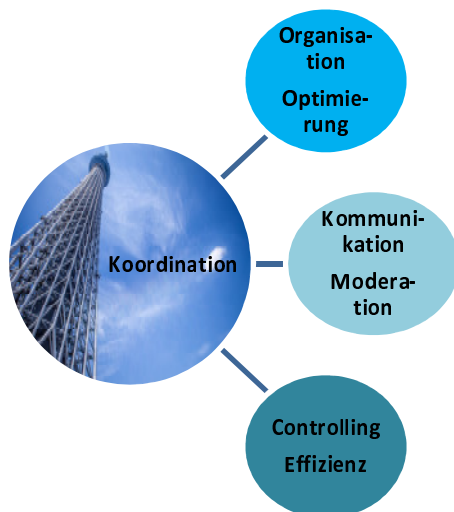 Organisa-
tion
Optimie-
rung
Koordination
Kommuni-
kation
Modera-
tion
Controlling
Effizienz